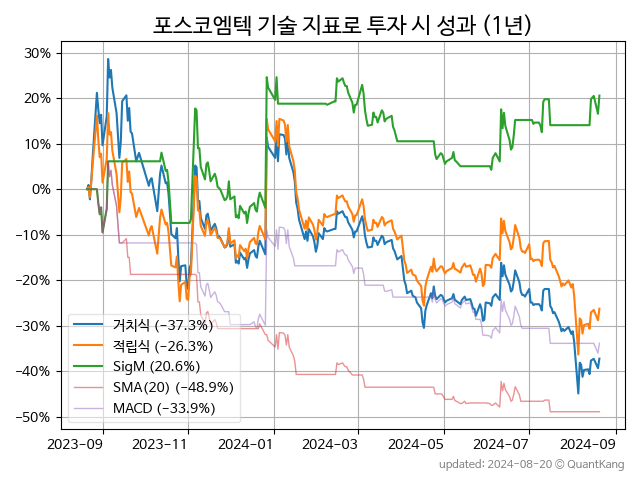 포스코엠텍 기술 지표로 투자 시 성과 (1년)
30%
20%
10%
0%
−10%
−20%
−30%
−40%
−50%
거치식 (−37.3%)
적립식 (−26.3%)
SigM (20.6%)
SMA(20) (−48.9%)
MACD (−33.9%)
2023-09 2023-11 2024-01 2024-03 2024-05 2024-07 2024-09
updated: 2024-08-20 © QuantKang